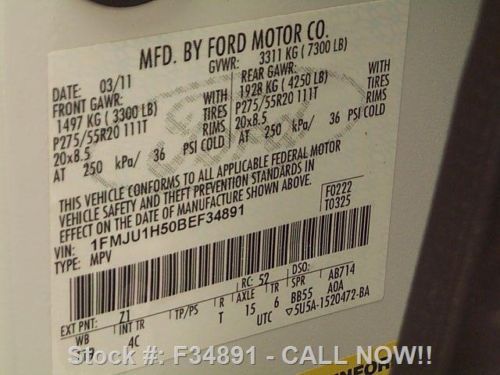 MFD. BY FORD MOTOR CO.
DATE: 03/11 GVWR: 3311 KG (7300 LB)
FRONT GAWR: REAR GAWR:
1497 KG (3300 LB) WITH 1928 KG (4250 LB) WITH
P275/55R20 111T TIRES P275/55R20 111T TIRES
20x8.5 RIMS 20x8.5 RIMS
AT 250 kPa/ 36 PSI COLD AT 250 kPa/ 36 PSI COLD
THIS VEHICLE CONFORMS TO ALL APPLICABLE FEDERAL MOTOR
VEHICLE SAFETY AND THEFT PREVENTION STANDARDS IN
EFFECT ON THE DATE OF MANUFACTURE SHOWN ABOVE.
F0222
T0325
VIN: 1FMJU1H50BEF34891
TYPE: MPV
EXT PNT: Z1 RC: 52 DSO:
WB INT TR TP/PS R AXLE TR SPR AB714
119 4C T 15 6 BB55 A0A
UTC ▽5U5A-1520472-BA
Stock #: F34891 - CALL NOW!!